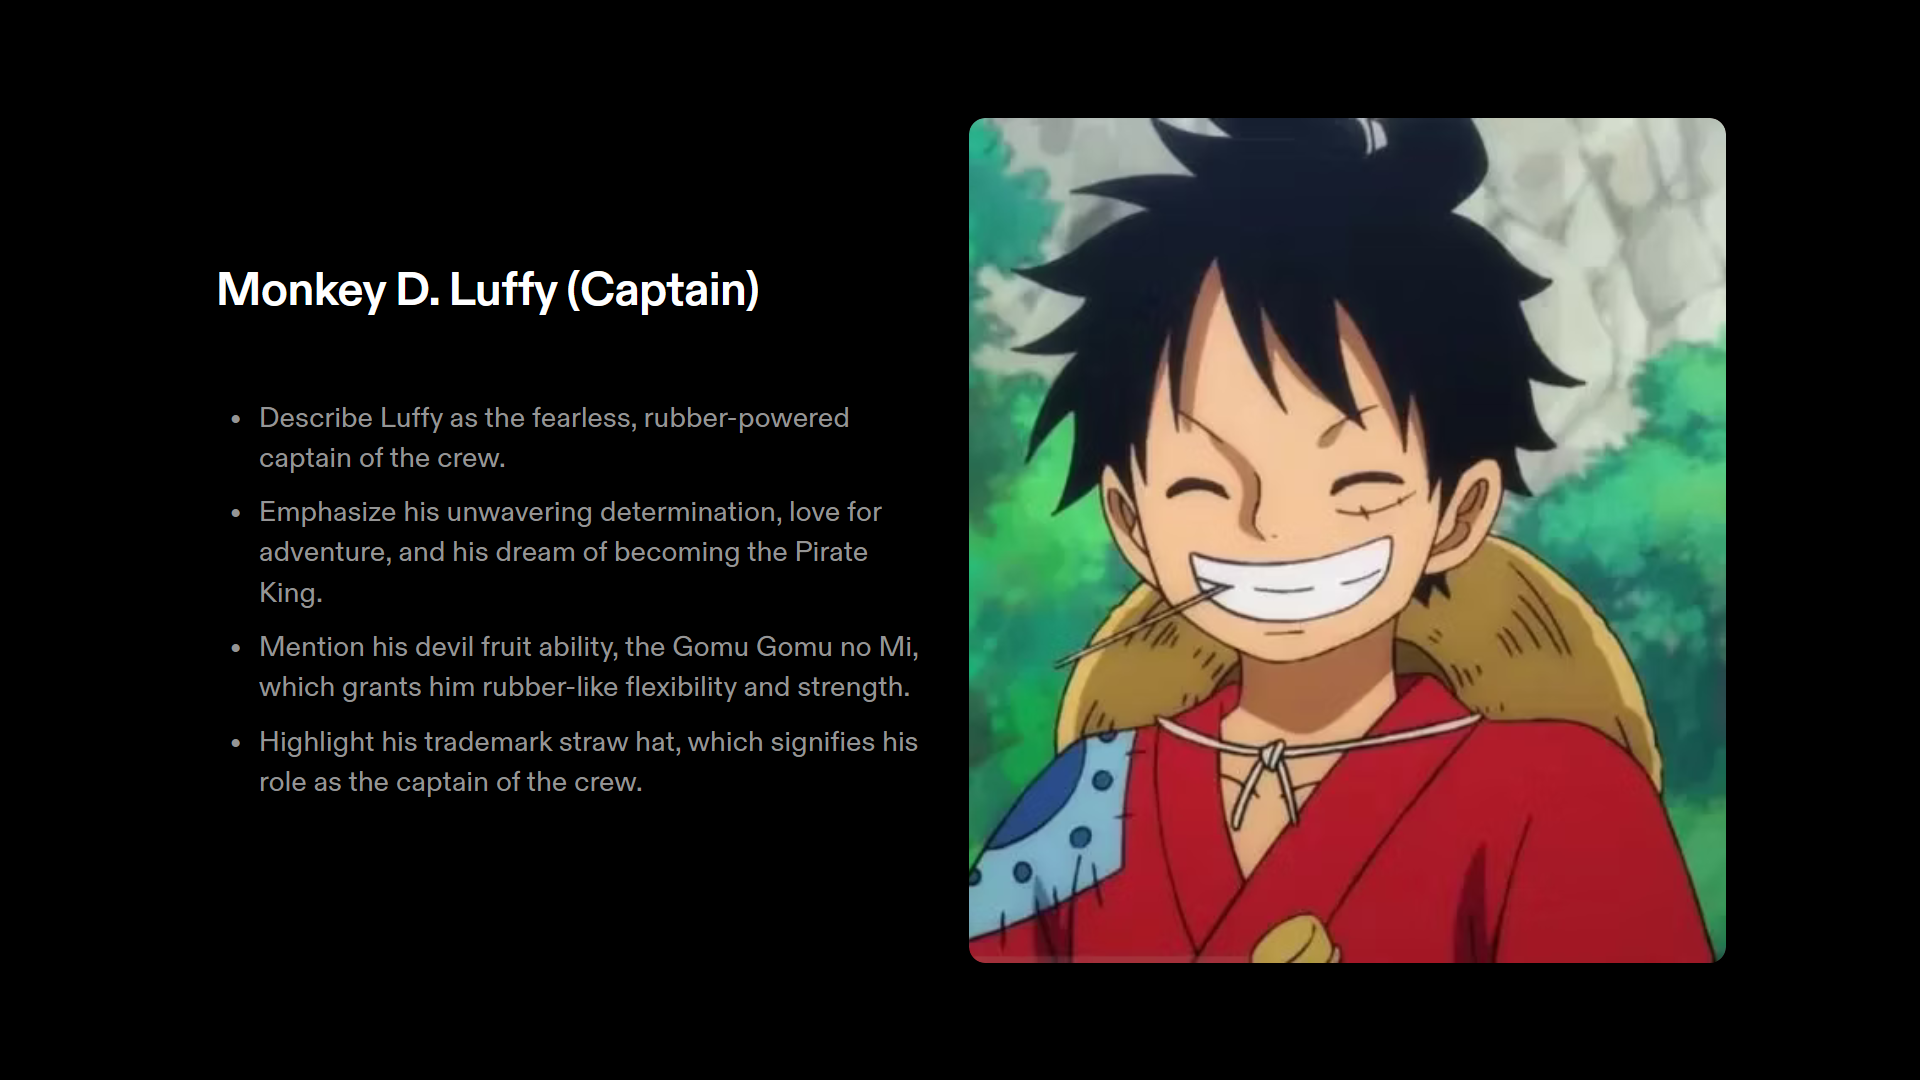 Monkey D. Luffy (Captain)
• Describe Luffy as the fearless, rubber-powered
captain of the crew.
• Emphasize his unwavering determination, love for
adventure, and his dream of becoming the Pirate
King.
• Mention his devil fruit ability, the Gomu Gomu no Mi,
which grants him rubber-like flexibility and strength.
• Highlight his trademark straw hat, which signifies his
role as the captain of the crew.